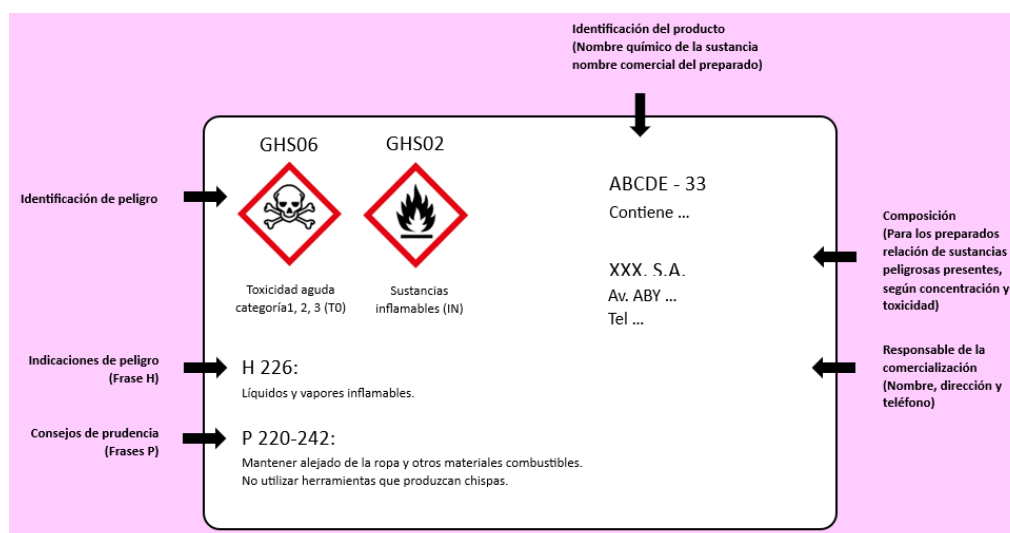 Identificación del producto
(Nombre químico de la sustancia
nombre comercial del preparado)
GHS06
GHS02
Identificación de peligro
ABCDE - 33
Contiene ...
Toxicidad aguda
categoría1, 2, 3 (T0)
Sustancias
inflamables (IN)
XXX. S.A.
Av. ABY ...
Tel ...
Composición
(Para los preparados
relación de sustancias
peligrosas presentes,
según concentración y
toxicidad)
Indicaciones de peligro
(Frase H)
H 226:
Líquidos y vapores inflamables.
Responsable de la
comercialización
(Nombre, dirección y
teléfono)
Consejos de prudencia
(Frases P)
P 220-242:
Mantener alejado de la ropa y otros materiales combustibles.
No utilizar herramientas que produzcan chispas.